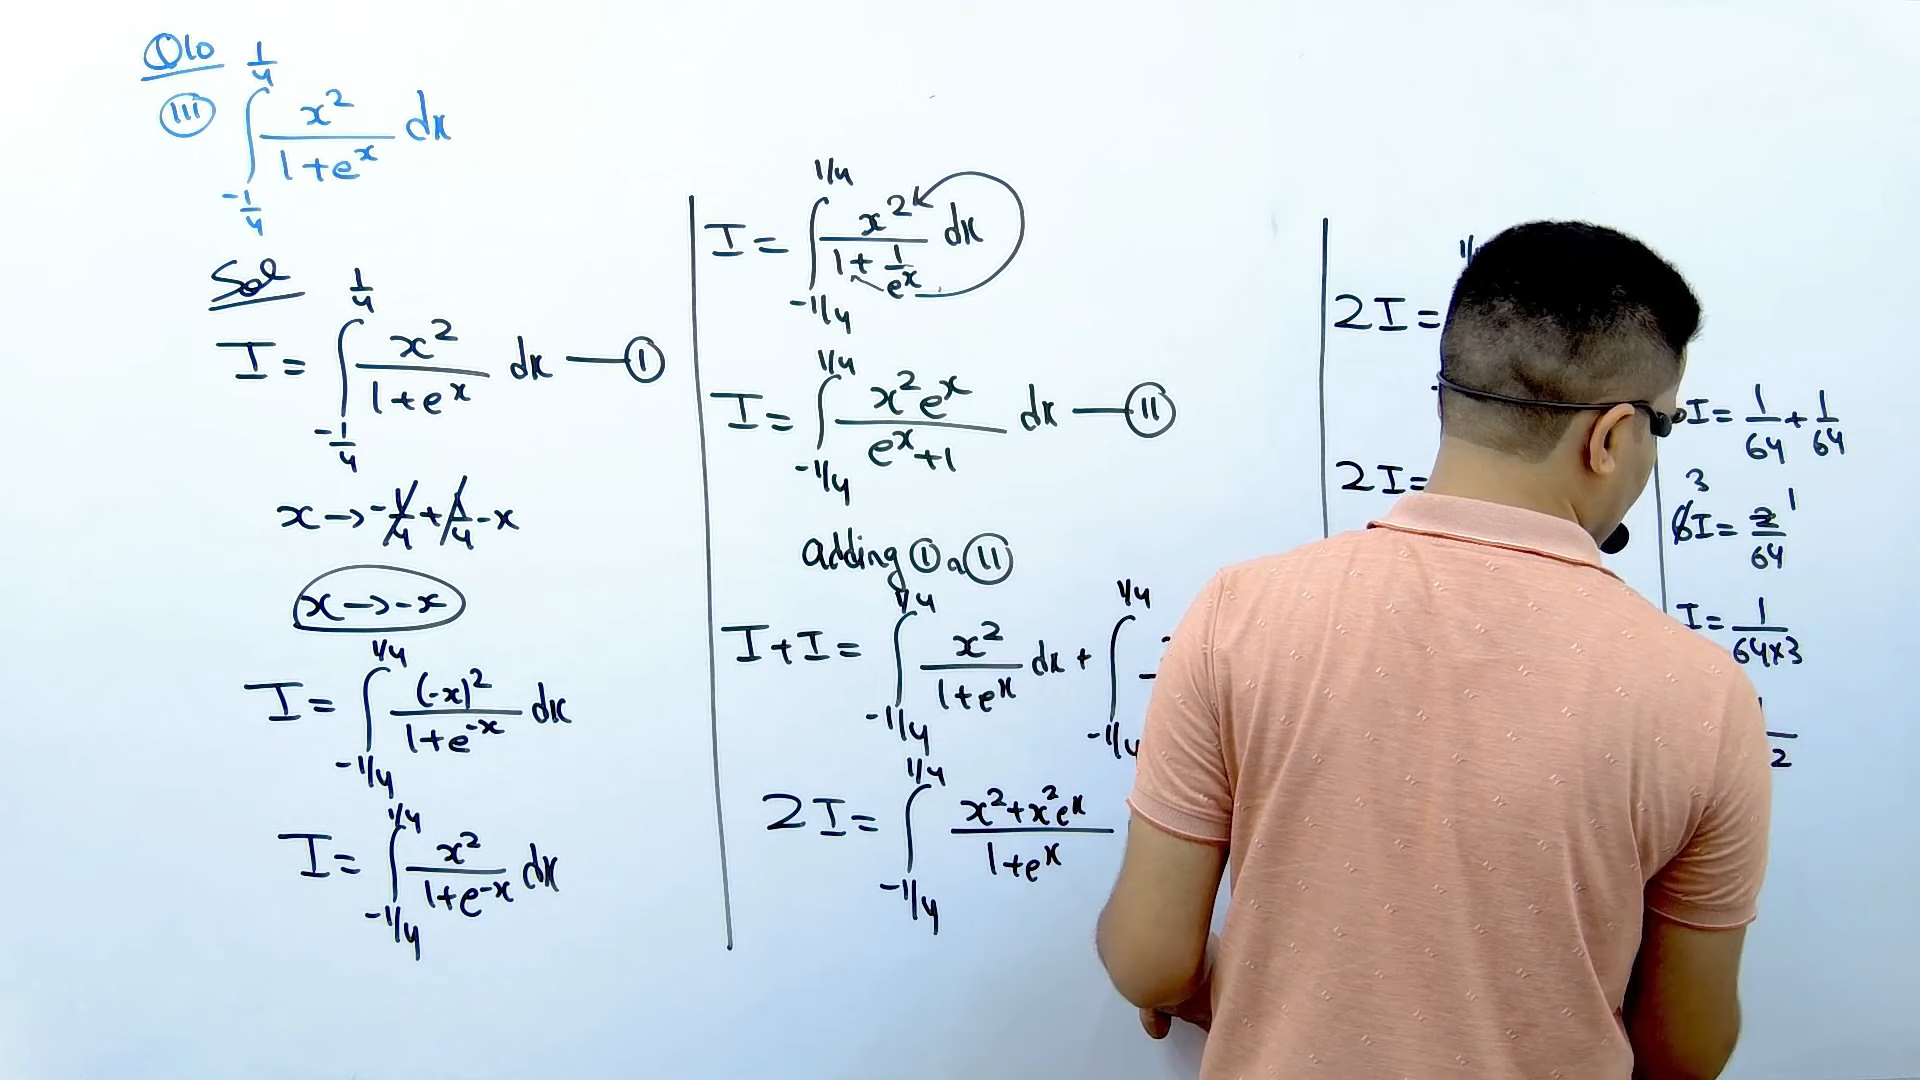 Q10
III ∫_{-1/4}^{1/4} x²/(1+e^x) dx
Sol
I = ∫_{-1/4}^{1/4} x²/(1+e^x) dx — I
x → -1/4 + 1/4 - x
x → -x
I = ∫_{-1/4}^{1/4} (-x)²/(1+e^{-x}) dx
I = ∫_{-1/4}^{1/4} x²/(1+e^{-x}) dx
I = ∫_{-1/4}^{1/4} x²/(1+1/e^x) dx
I = ∫_{-1/4}^{1/4} x²e^x/(e^x+1) dx — II
adding I n II
I+I = ∫_{-1/4}^{1/4} x²/(1+e^x) dx + ∫_{-1/4}^{1/4}
2I = ∫_{-1/4}^{1/4} (x²+x²e^x)/(1+e^x)
2I =
2I =
I = 1/64 + 1/64
3
6I = 2/64 1
I = 1/(64×3)
2